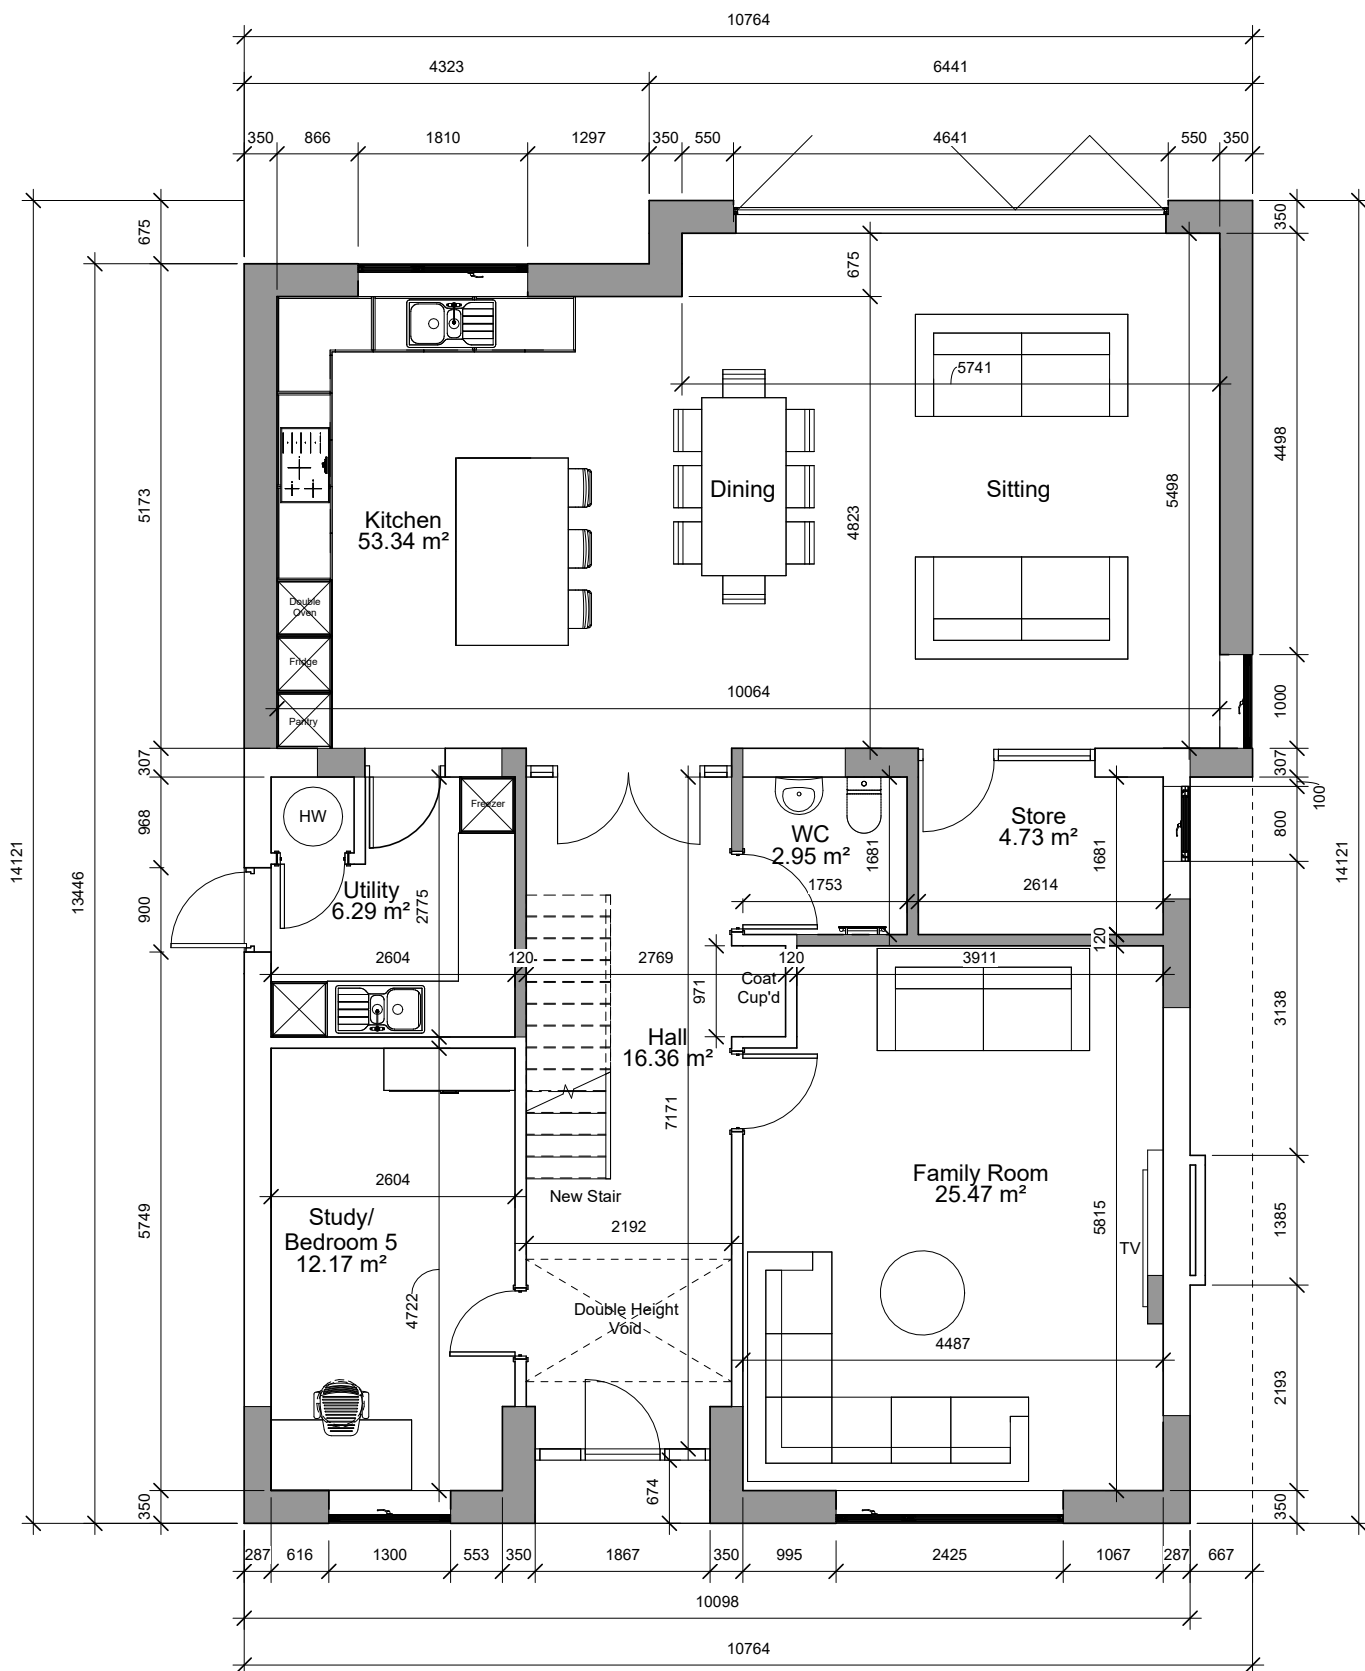 10764
4323
6441
350
866
1810
1297
350
550
4641
550
350
675
350
675
5741
Dining
Sitting
Kitchen
53.34 m²
4498
5173
4823
5498
Double
Oven
Fridge
Pantry
10064
1000
307
307
100
14121
13446
14121
HW
Freezer
Store
4.73 m²
WC
2.95 m²
968
1681
1681
800
Utility
6.29 m²
1753
2614
900
2775
2604
120
2769
120
3911
120
Coat
Cup'd
971
3138
Hall
16.36 m²
7171
Family Room
25.47 m²
2604
New Stair
Study/
Bedroom 5
12.17 m²
5749
2192
5815
1385
TV
4722
Double Height
Void
4487
2193
674
350
350
287
616
1300
553
350
1867
350
995
2425
1067
287
667
10098
10764